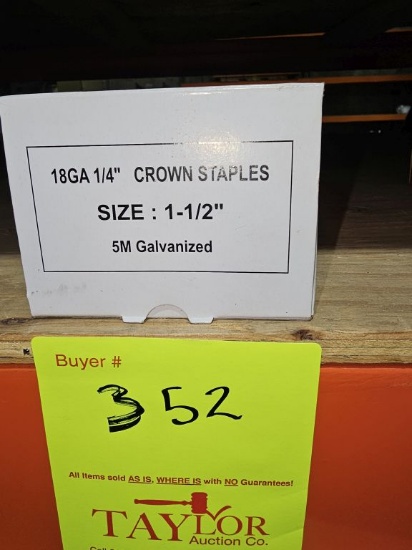 18GA 1/4" CROWN STAPLES
SIZE : 1-1/2"
5M Galvanized
Buyer #
352
All items sold AS IS, WHERE IS with NO Guarantees!
TAYLOR
Auction Co.